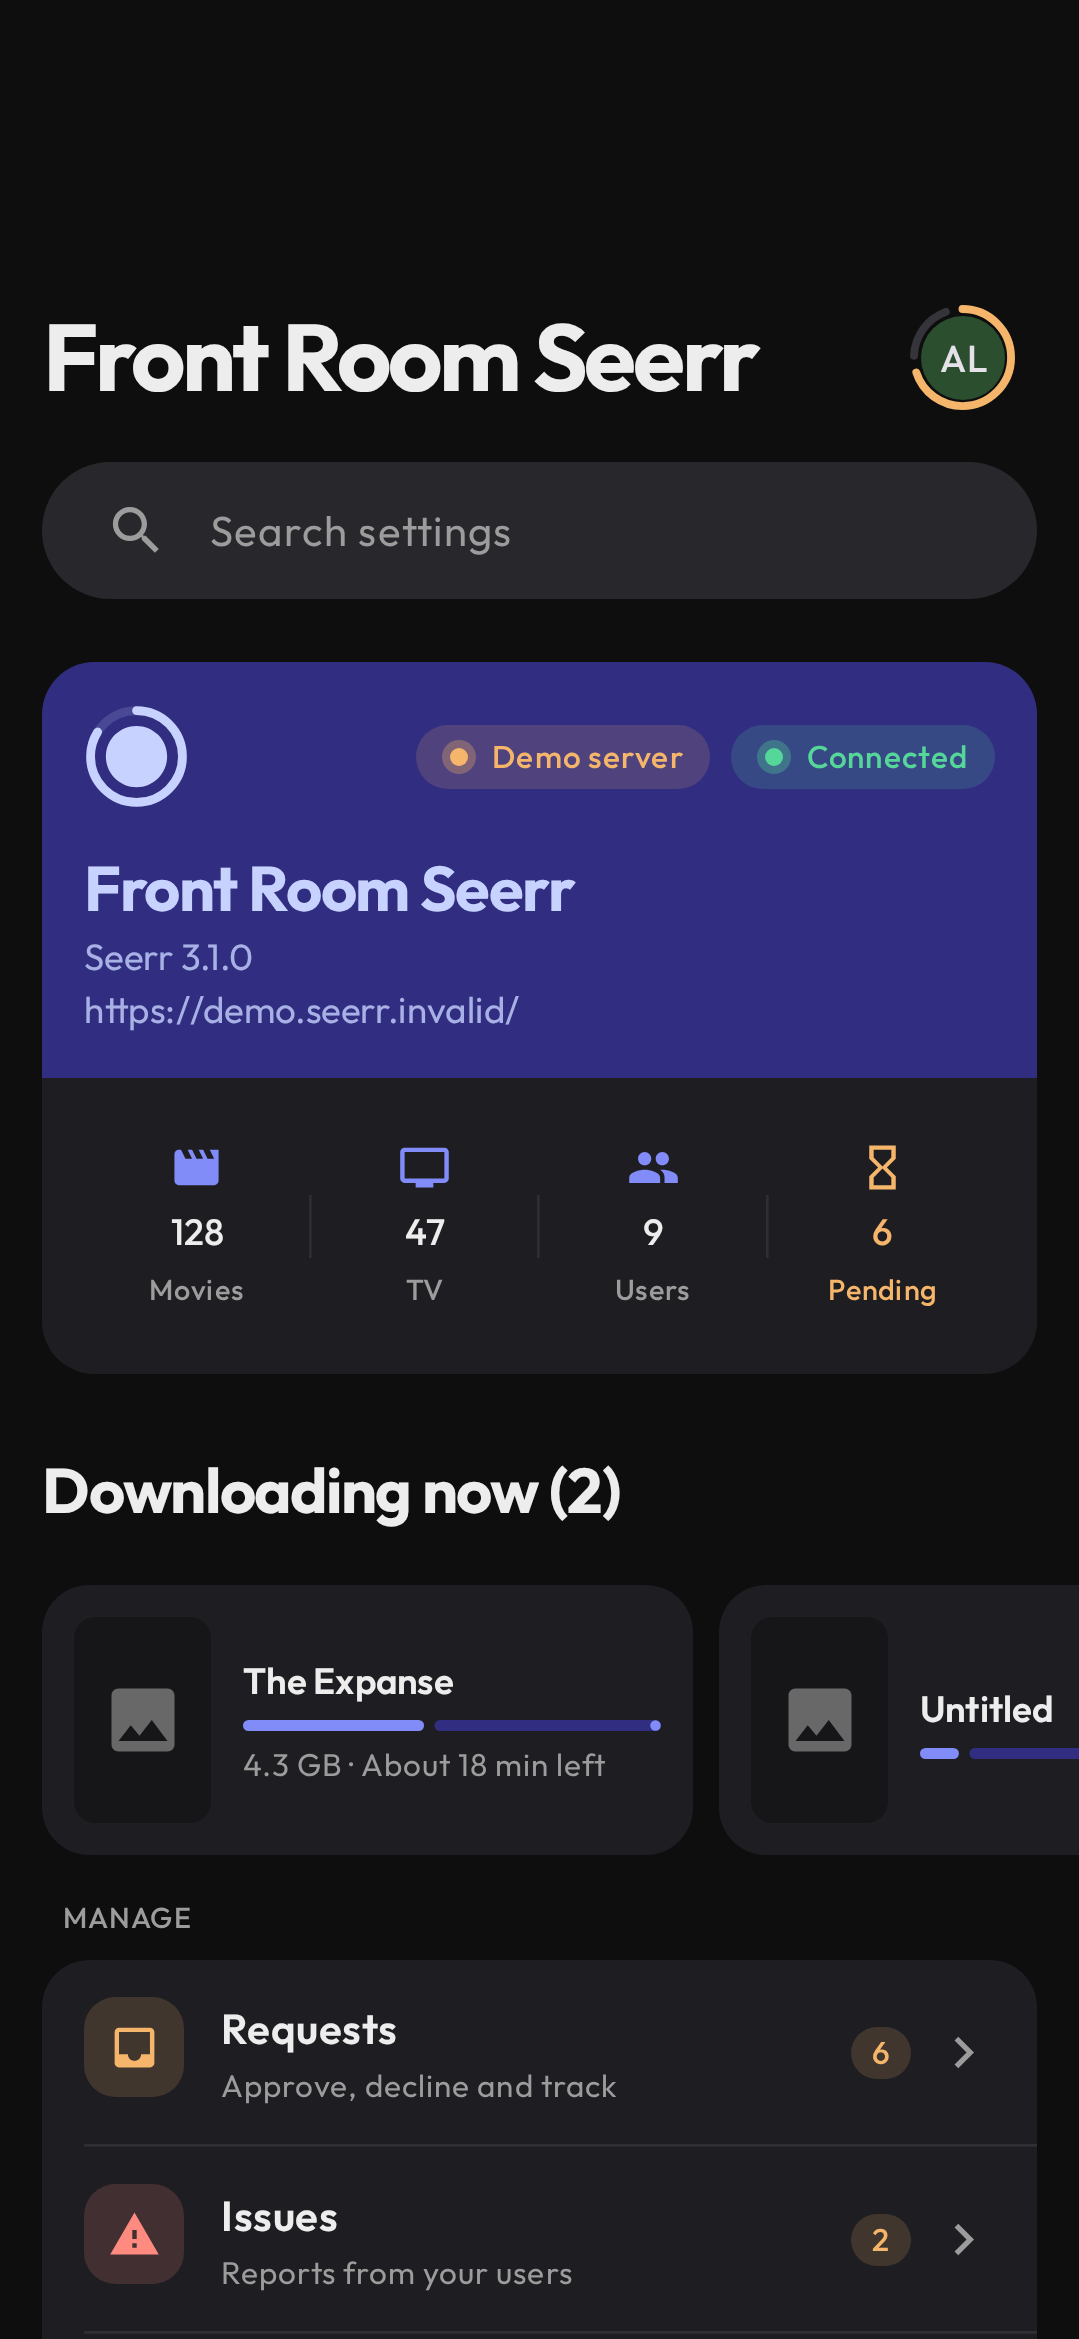 Front Room Seerr
AL
Search settings
Demo server
Connected
Front Room Seerr
Seerr 3.1.0
https://demo.seerr.invalid/
128
47
9
6
Movies
TV
Users
Pending
Downloading now (2)
The Expanse
4.3 GB · About 18 min left
Untitled
MANAGE
Requests
Approve, decline and track
6
Issues
Reports from your users
2